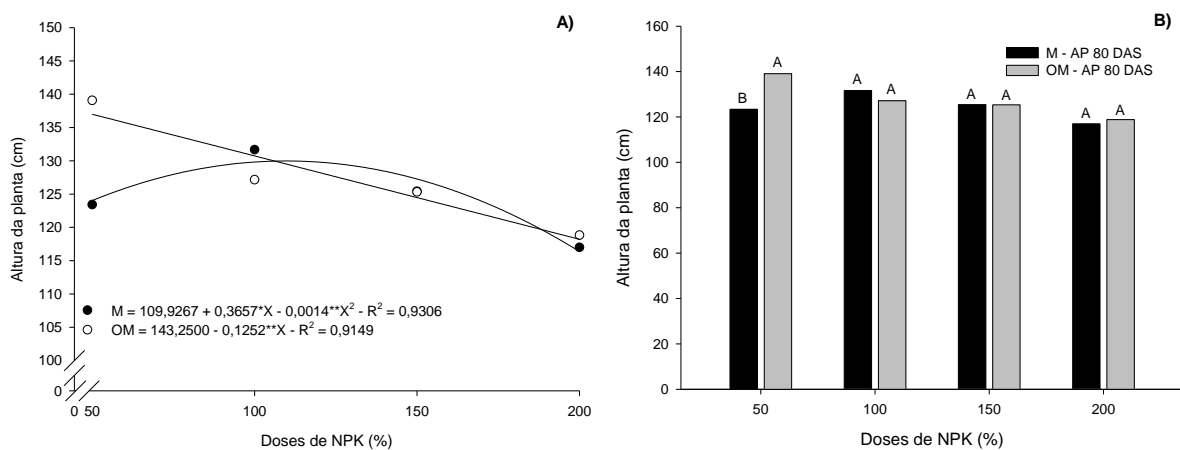 A)
Altura da planta (cm)
150
145
140
135
130
125
120
115
110
105
100
0
M = 109,9267 + 0,3657*X - 0,0014**X² - R² = 0,9306
OM = 143,2500 - 0,1252**X - R² = 0,9149
0 50 100 150 200
Doses de NPK (%)
B)
Altura da planta (cm)
160
140
120
100
80
60
40
20
0
M - AP 80 DAS
OM - AP 80 DAS
B A A A A A A A
50 100 150 200
Doses de NPK (%)